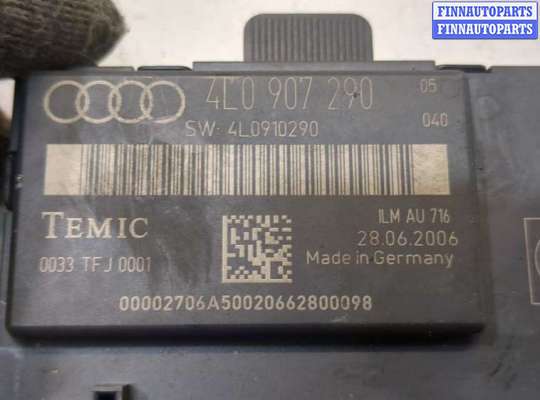 FINNAUTOPARTS
FINNAUTOPARTS
4L0 907 290
05
SW: 4L0910290
040
TEMIC
ILM AU 716
28.06.2006
0033 TFJ 0001
Made in Germany
00002706A50020662800098